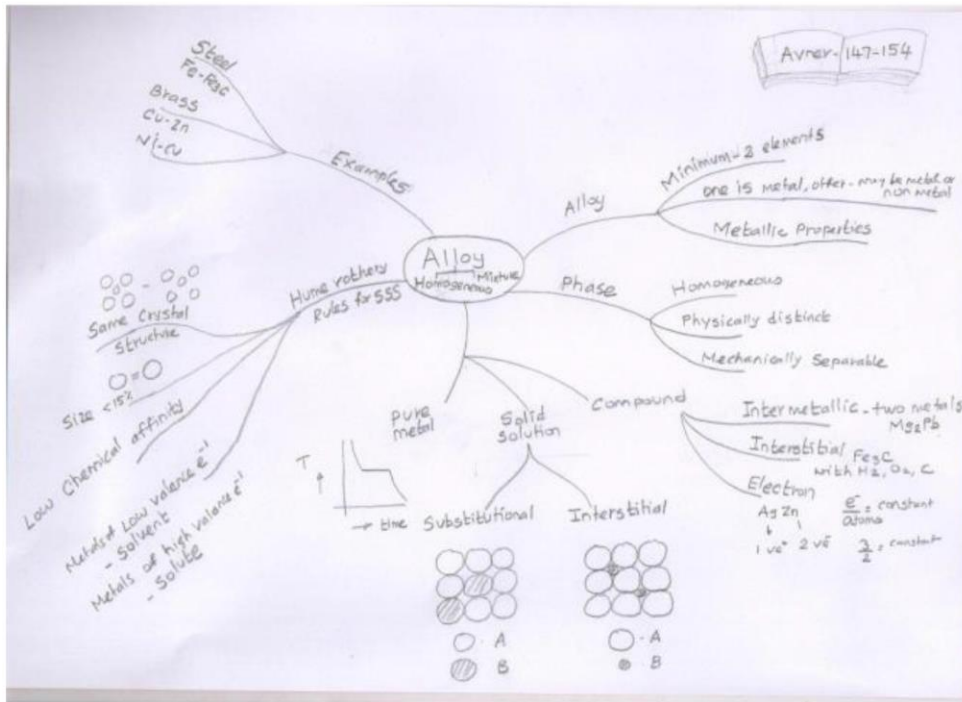 Avner-147-154
Steel
Fe-Fe3C
Brass
Cu-Zn
Ni-Cu
Examples
Alloy
Homogenous Mixture
Alloy
Minimum-2 elements
one is metal, other-may be metal or
non metal
Metallic Properties
Phase
Homogeneous
Physically distinct
Mechanically Separable
Hume rothery
Rules for SSS
Same Crystal
Structure
=
Size <15%
Low Chemical affinity
Metals of Low valence e-1
- Solvent
Metals of high valence e-1
- Solute
Pure
metal
T
time
Solid
solution
Substitutional
A
B
Interstitial
A
B
Compound
Intermetallic - two metals
Mg2Pb
Interstitial Fe3C
with H2, O2, C
Electron
AgZn
1 ve- 2 ve-
e-/atoms = constant
3/2 = constant